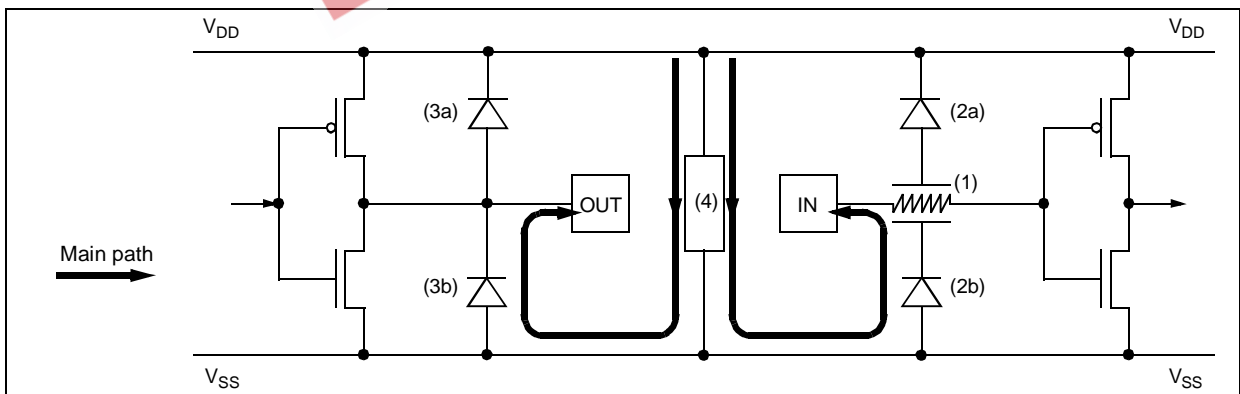 VDD
VDD
(3a)
(2a)
(1)
OUT
(4)
IN
Main path
(3b)
(2b)
VSS
VSS